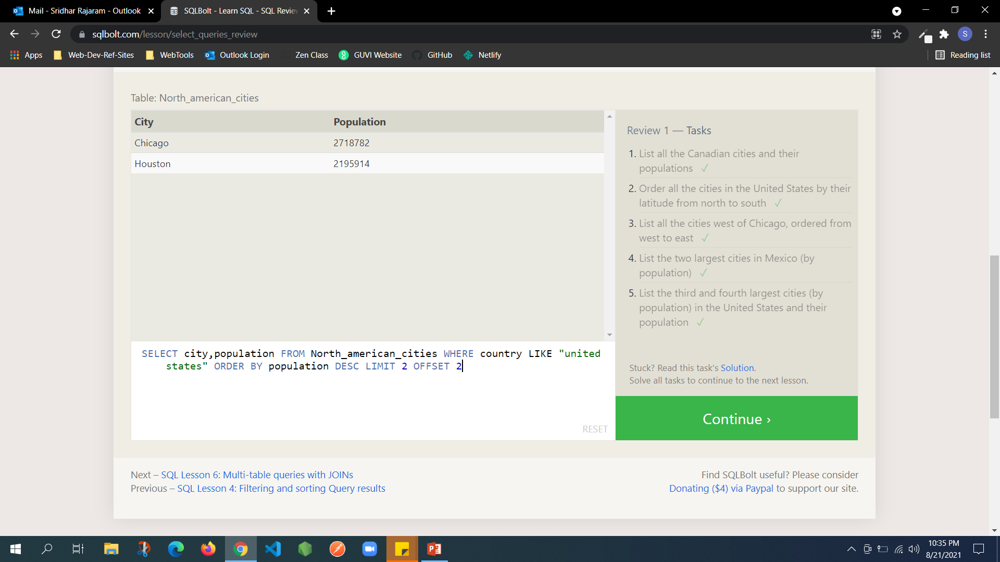 Mail - Sridhar Rajaram - Outlook
SQLBolt - Learn SQL - SQL Review
sqlbolt.com/lesson/select_queries_review
S
Apps
Web-Dev-Ref-Sites
WebTools
Outlook Login
Zen Class
GUVI Website
GitHub
Netlify
Reading list
Table: North_american_cities
City Population
Chicago 2718782
Houston 2195914
SELECT city,population FROM North_american_cities WHERE country LIKE "united
states" ORDER BY population DESC LIMIT 2 OFFSET 2
RESET
Review 1 — Tasks
1. List all the Canadian cities and their
populations ✓
2. Order all the cities in the United States by their
latitude from north to south ✓
3. List all the cities west of Chicago, ordered from
west to east ✓
4. List the two largest cities in Mexico (by
population) ✓
5. List the third and fourth largest cities (by
population) in the United States and their
population ✓
Stuck? Read this task's Solution.
Solve all tasks to continue to the next lesson.
Continue ›
Next – SQL Lesson 6: Multi-table queries with JOINs
Previous – SQL Lesson 4: Filtering and sorting Query results
Find SQLBolt useful? Please consider
Donating ($4) via Paypal to support our site.
10:35 PM
8/21/2021